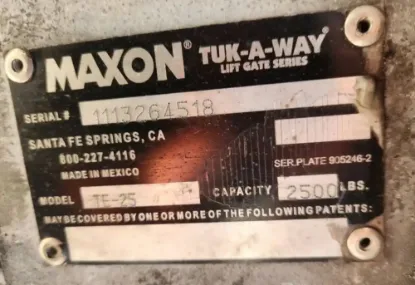 MAXON® TUK-A-WAY®
LIFT GATE SERIES
SERIAL # 1113264518
SANTA FE SPRINGS, CA
800-227-4116
MADE IN MEXICO
SER.PLATE 905246-2
MODEL TE-25 CAPACITY 2500 LBS.
MAY BE COVERED BY ONE OR MORE OF THE FOLLOWING PATENTS: